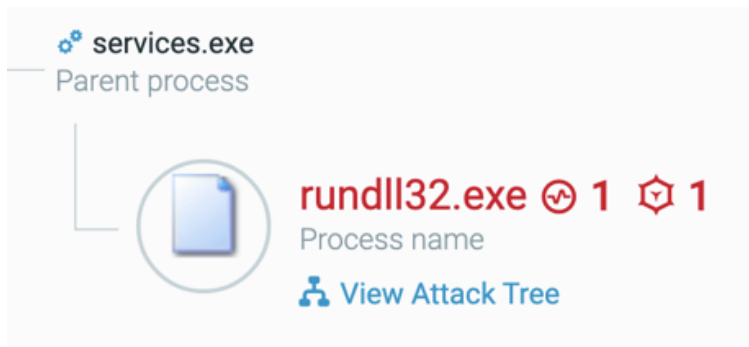 services.exe
Parent process
rundll32.exe 1 1
Process name
View Attack Tree